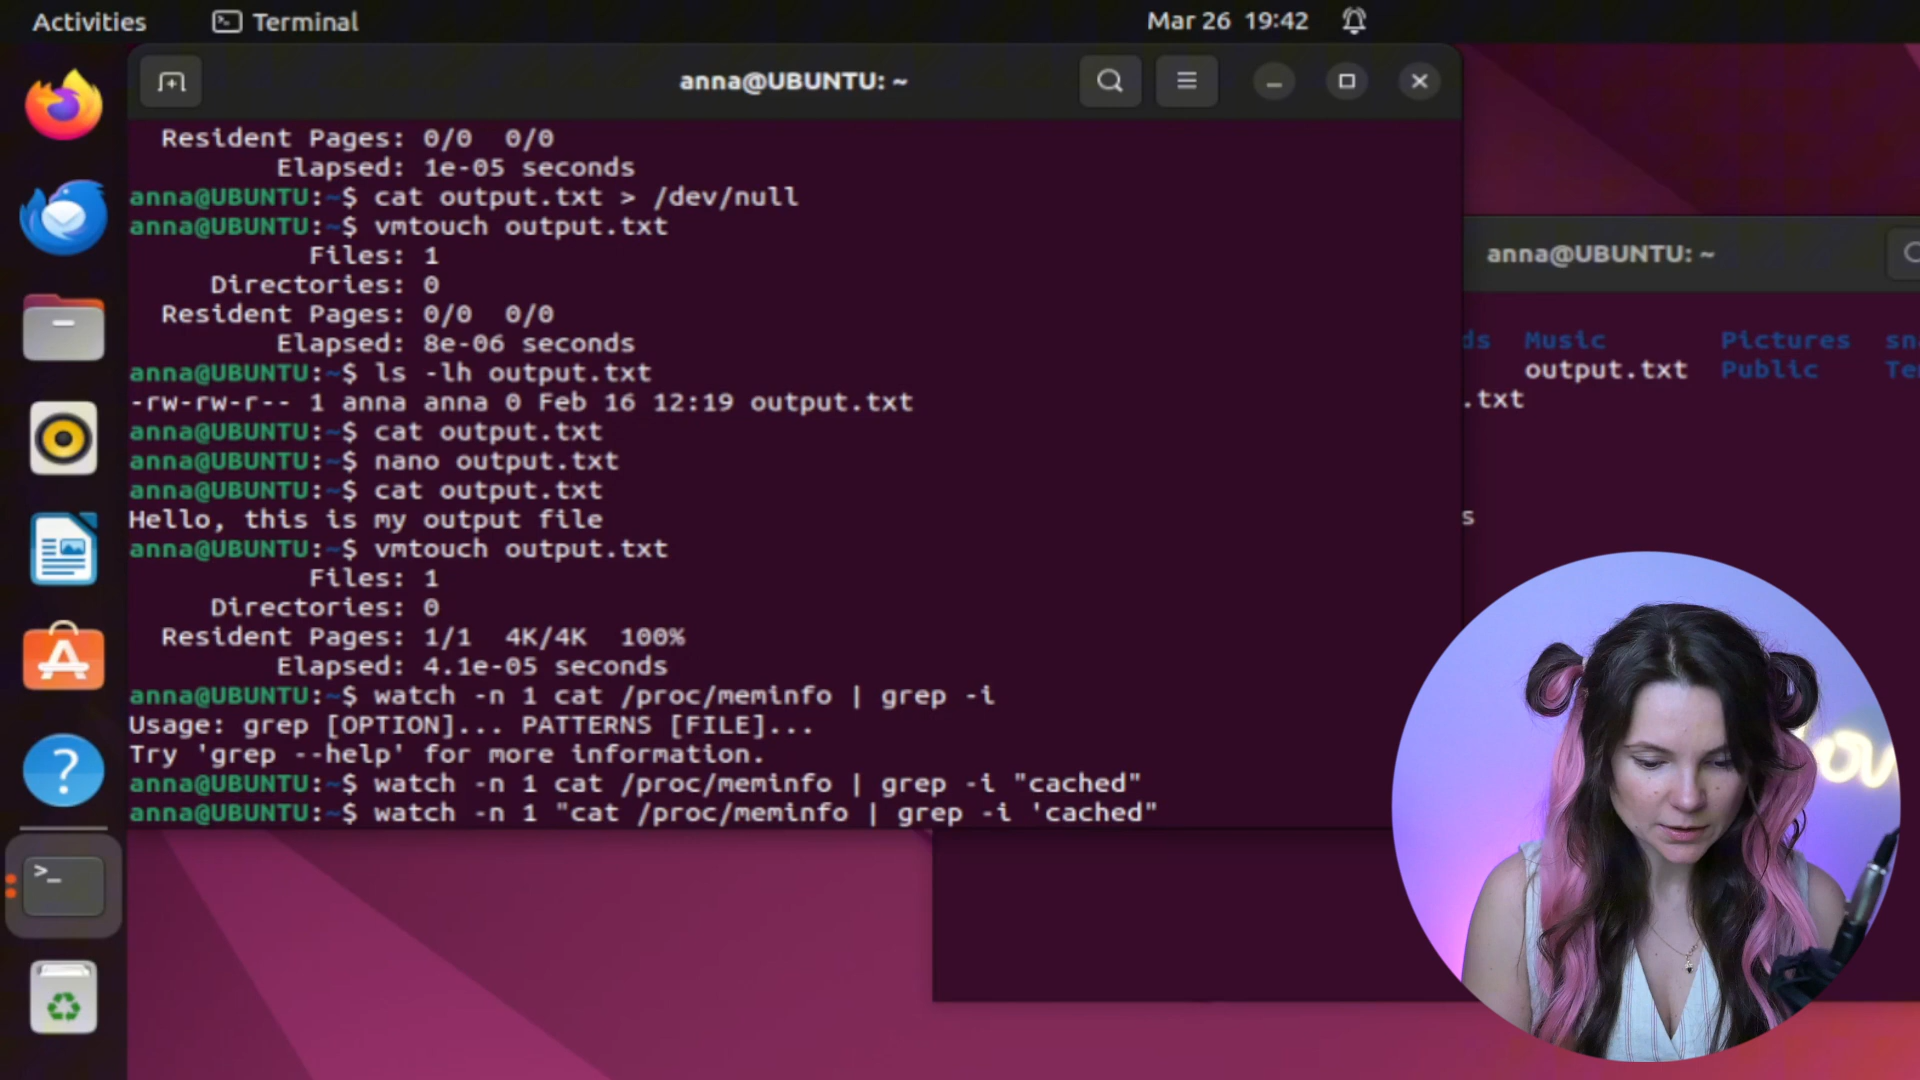 Activities
Terminal
Mar 26 19:42
anna@UBUNTU: ~
Resident Pages: 0/0 0/0
Elapsed: 1e-05 seconds
anna@UBUNTU:~$ cat output.txt > /dev/null
anna@UBUNTU:~$ vmtouch output.txt
Files: 1
Directories: 0
Resident Pages: 0/0 0/0
Elapsed: 8e-06 seconds
anna@UBUNTU:~$ ls -lh output.txt
-rw-rw-r-- 1 anna anna 0 Feb 16 12:19 output.txt
anna@UBUNTU:~$ cat output.txt
anna@UBUNTU:~$ nano output.txt
anna@UBUNTU:~$ cat output.txt
Hello, this is my output file
anna@UBUNTU:~$ vmtouch output.txt
Files: 1
Directories: 0
Resident Pages: 1/1 4K/4K 100%
Elapsed: 4.1e-05 seconds
anna@UBUNTU:~$ watch -n 1 cat /proc/meminfo | grep -i
Usage: grep [OPTION]... PATTERNS [FILE]...
Try 'grep --help' for more information.
anna@UBUNTU:~$ watch -n 1 cat /proc/meminfo | grep -i "cached"
anna@UBUNTU:~$ watch -n 1 "cat /proc/meminfo | grep -i 'cached"
anna@UBUNTU: ~
ds Music Pictures sn
output.txt Public Te
.txt
s